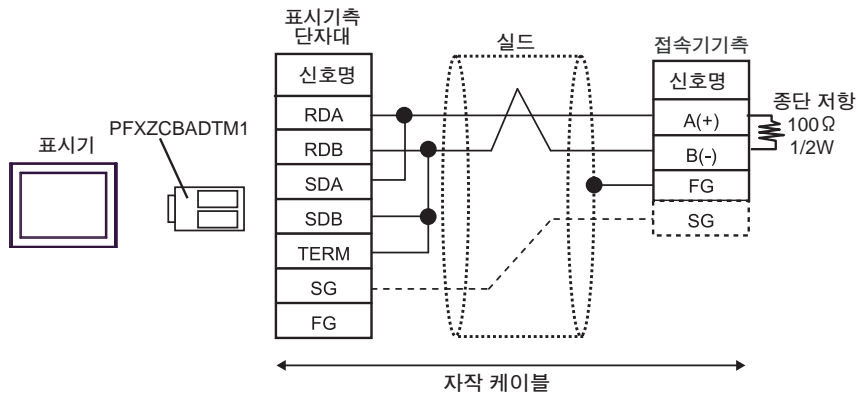 표시기
PFXZCBADTM1
표시기측
단자대
신호명
RDA
RDB
SDA
SDB
TERM
SG
FG
실드
접속기기측
신호명
A(+)
B(-)
FG
SG
종단 저항
100Ω
1/2W
자작 케이블